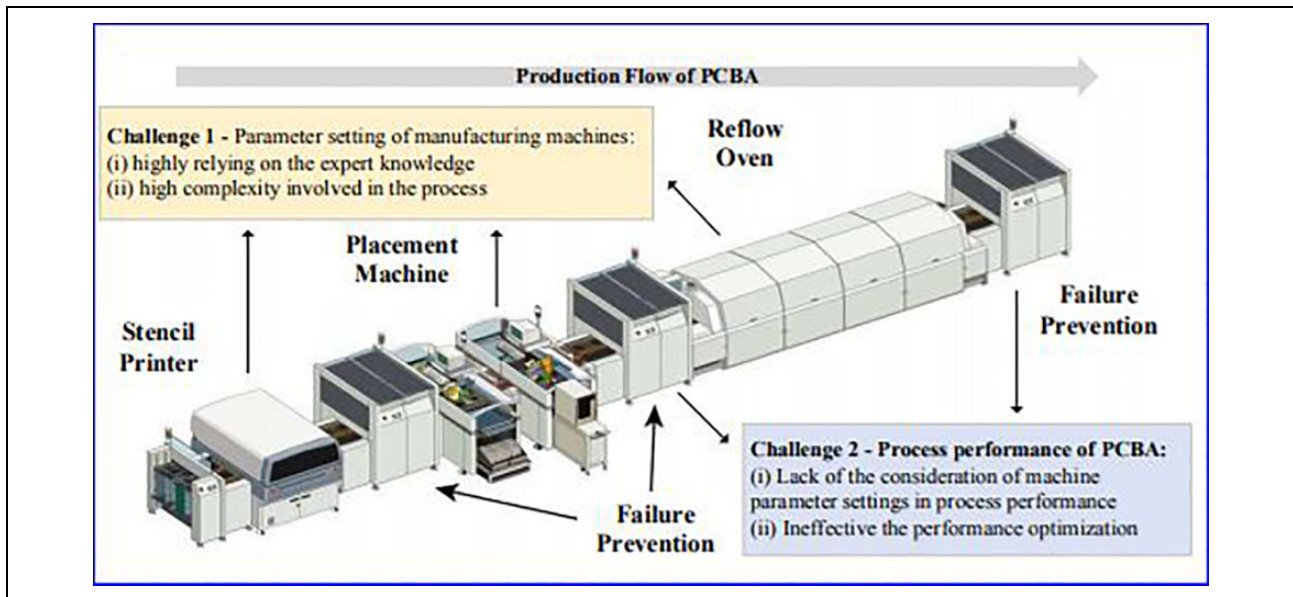 Production Flow of PCBA
Challenge 1 - Parameter setting of manufacturing machines:
(i) highly relying on the expert knowledge
(ii) high complexity involved in the process
Reflow
Oven
Placement
Machine
Stencil
Printer
Failure
Prevention
Challenge 2 - Process performance of PCBA:
(i) Lack of the consideration of machine
parameter settings in process performance
(ii) Ineffective the performance optimization
Failure
Prevention